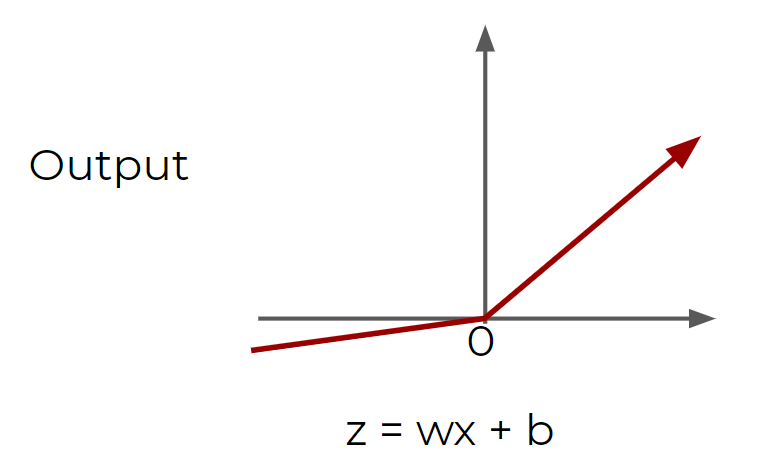 Output
0
z = wx + b